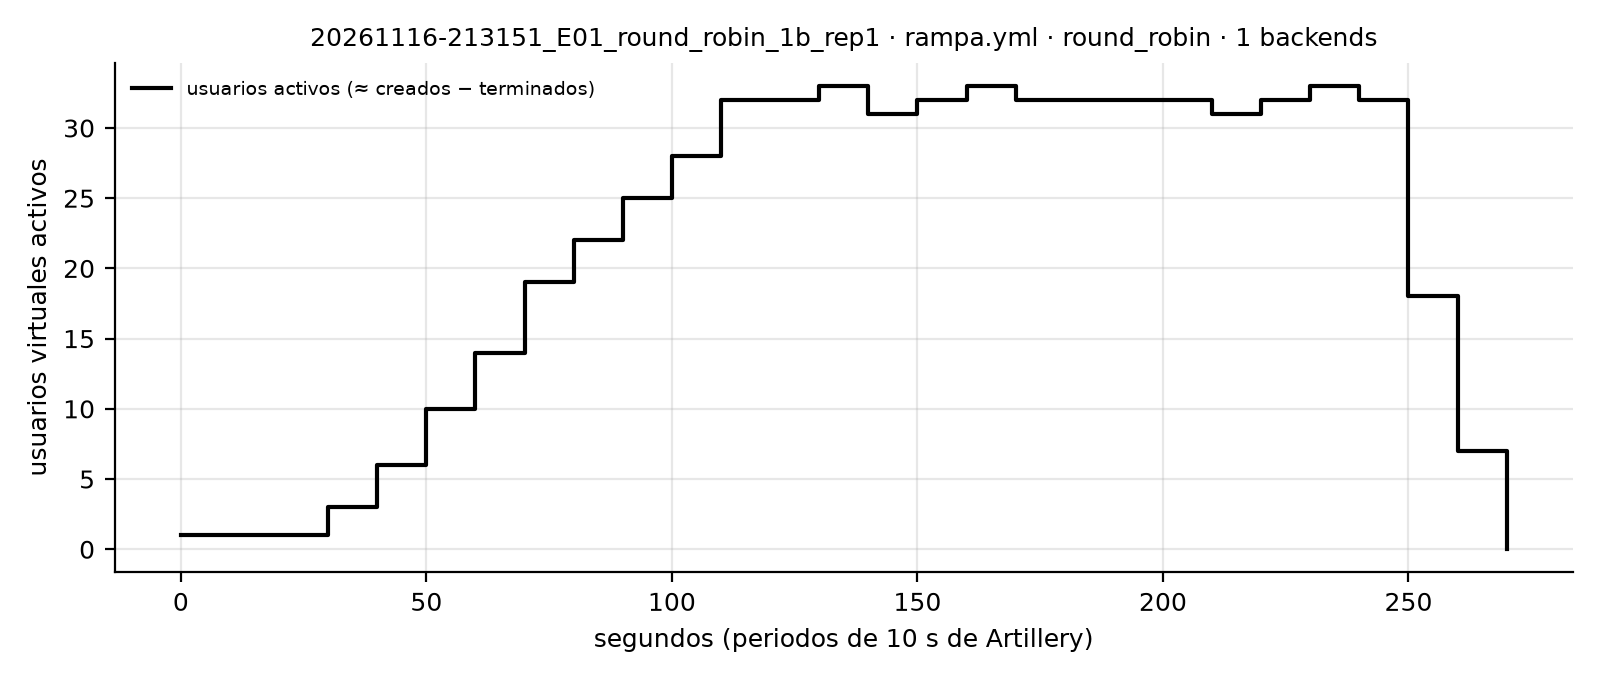 20261116-213151_E01_round_robin_1b_rep1 · rampa.yml · round_robin · 1 backends
usuarios activos (≈ creados − terminados)
usuarios virtuales activos
30
25
20
15
10
5
0
0 50 100 150 200 250
segundos (periodos de 10 s de Artillery)